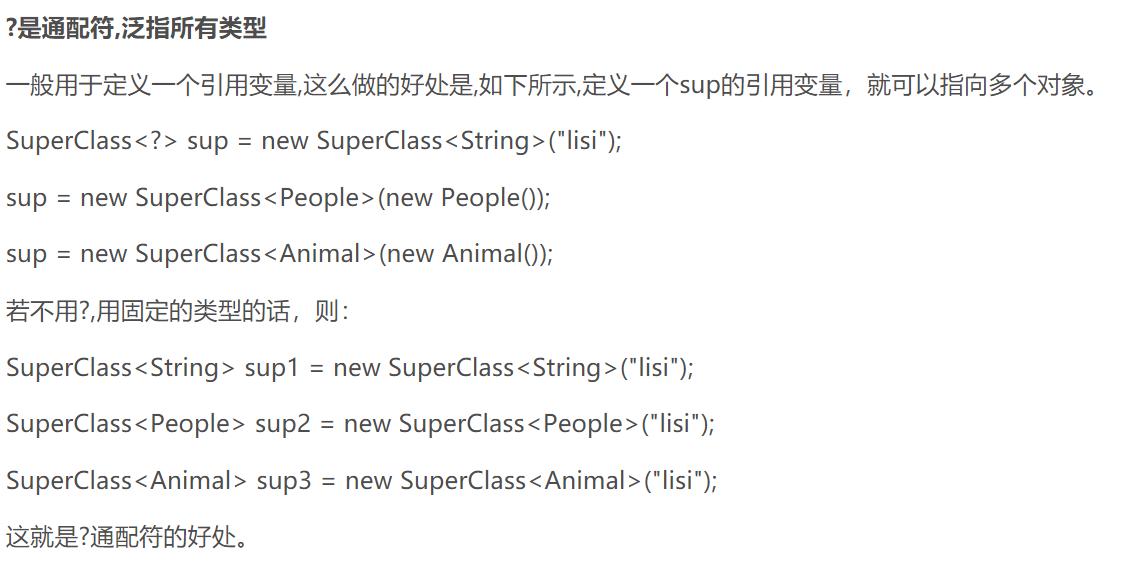 ?是通配符,泛指所有类型
一般用于定义一个引用变量,这么做的好处是,如下所示,定义一个sup的引用变量，就可以指向多个对象。
SuperClass<?> sup = new SuperClass<String>("lisi");
sup = new SuperClass<People>(new People());
sup = new SuperClass<Animal>(new Animal());
若不用?,用固定的类型的话，则：
SuperClass<String> sup1 = new SuperClass<String>("lisi");
SuperClass<People> sup2 = new SuperClass<People>("lisi");
SuperClass<Animal> sup3 = new SuperClass<Animal>("lisi");
这就是?通配符的好处。